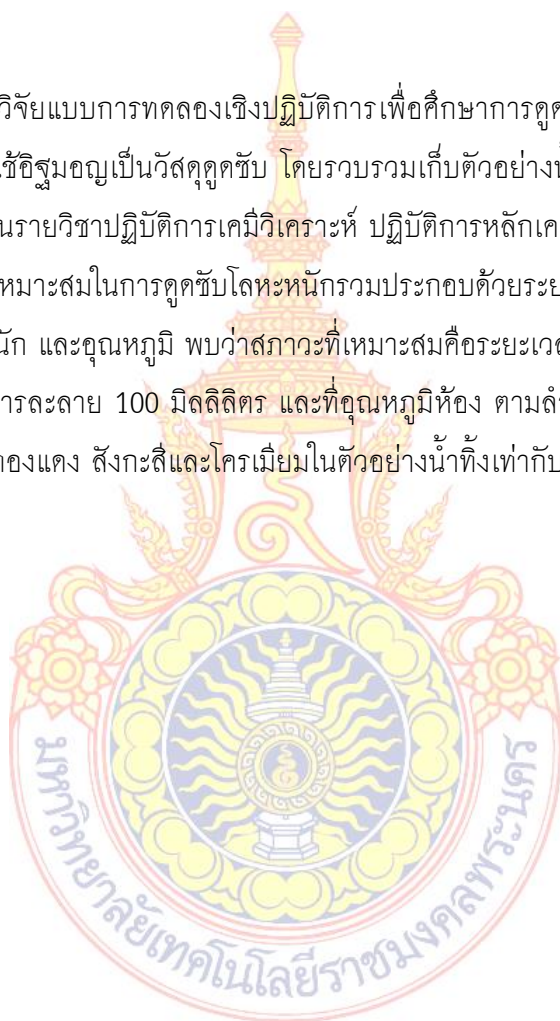 วิจัยแบบการทดลองเชิงปฏิบัติการเพื่อศึกษาการดูด
ช้อิฐมอญเป็นวัสดุดูดซับ โดยรวบรวมเก็บตัวอย่าง
นรายวิชาปฏิบัติการเคมีวิเคราะห์ ปฏิบัติการหลักเค
หมาะสมในการดูดซับโลหะหนักรวมประกอบด้วยระย
นัก และอุณหภูมิ พบว่าสภาวะที่เหมาะสมคือระยะเว
ารละลาย 100 มิลลิลิตร และที่อุณหภูมิห้อง ตามลำ
องแดง สังกะสีและโครเมียมในตัวอย่างน้ำทิ้งเท่ากับ
มหาวิทยาลัยเทคโนโลยีราชมงคลพระนคร